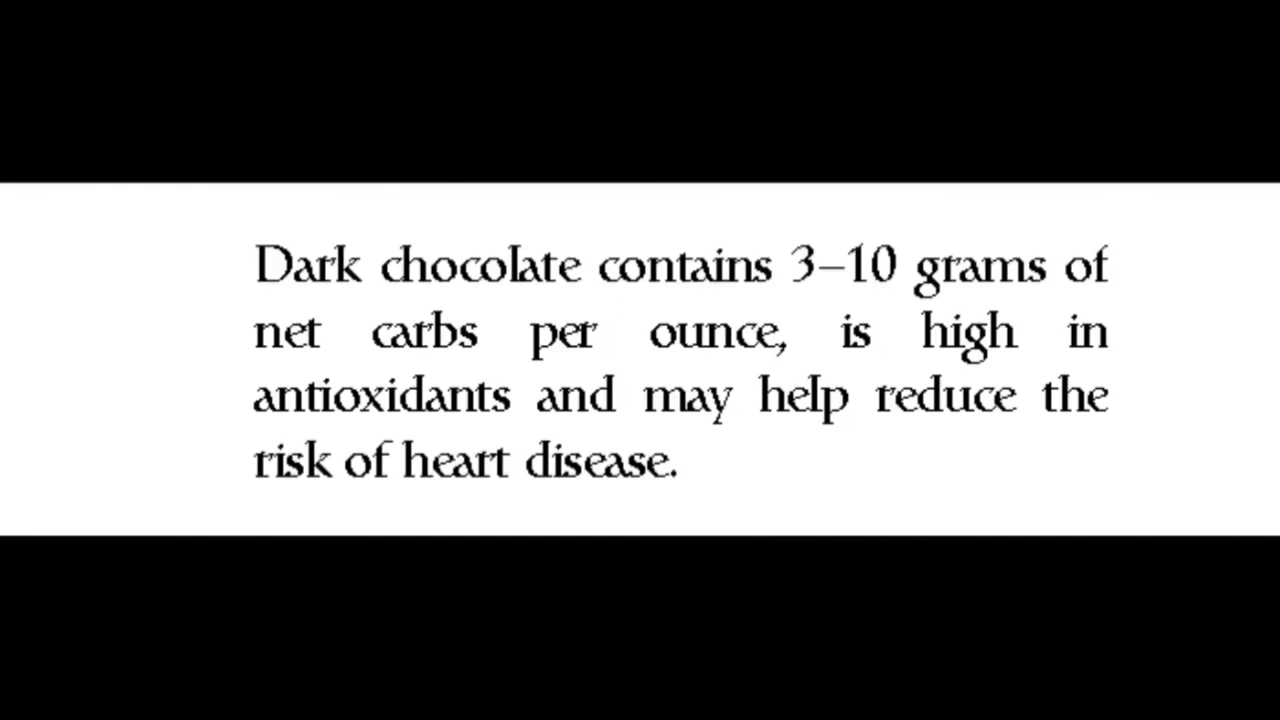 Dark chocolate contains 3–10 grams of
net carbs per ounce, is high in
antioxidants and may help reduce the
risk of heart disease.